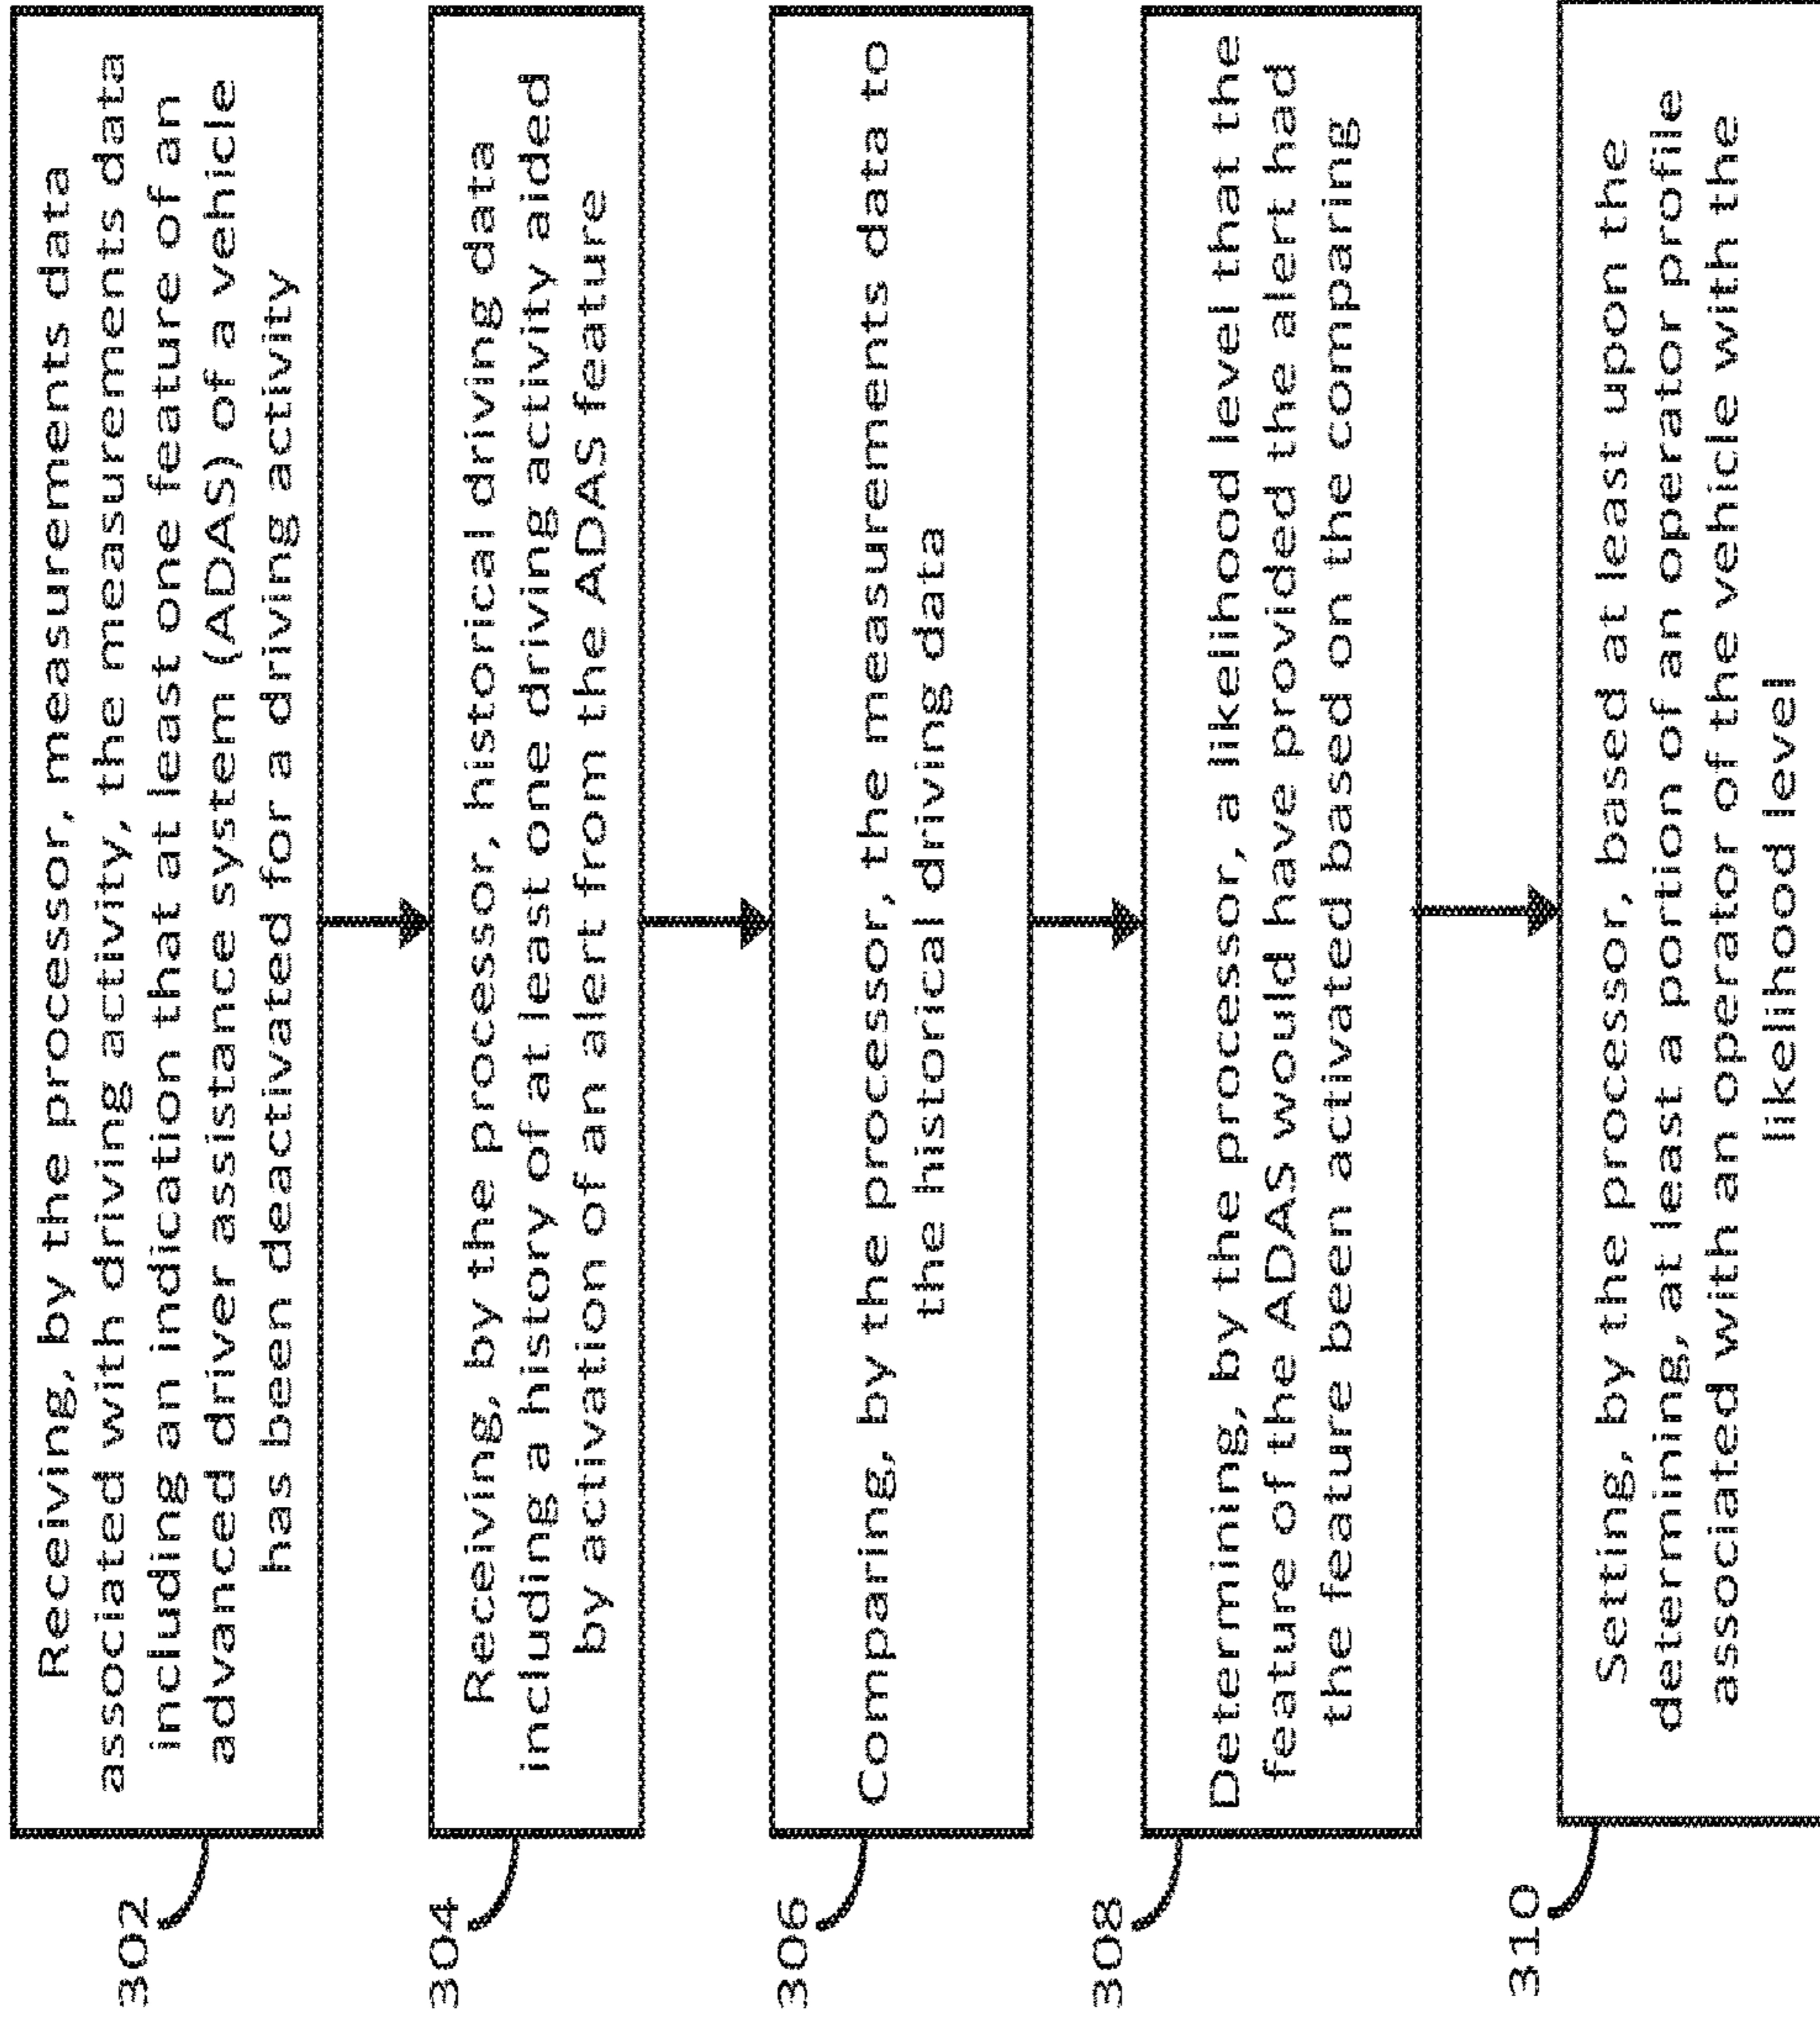 302
Receiving, by the processor, measurements data
associated with driving activity, the measurements data
including an indication that at least one feature of an
advanced driver assistance system (ADAS) of a vehicle
has been deactivated for a driving activity
304
Receiving, by the processor, historical driving data
including a history of at least one driving activity aided
by activation of an alert from the ADAS feature
306
Comparing, by the processor, the measurements data to
the historical driving data
308
Determining, by the processor, a likelihood level that the
feature of the ADAS would have provided the alert had
the feature been activated based on the comparing
310
Setting, by the processor, based at least upon the
determining, at least a portion of an operator profile
associated with an operator of the vehicle with the
likelihood level